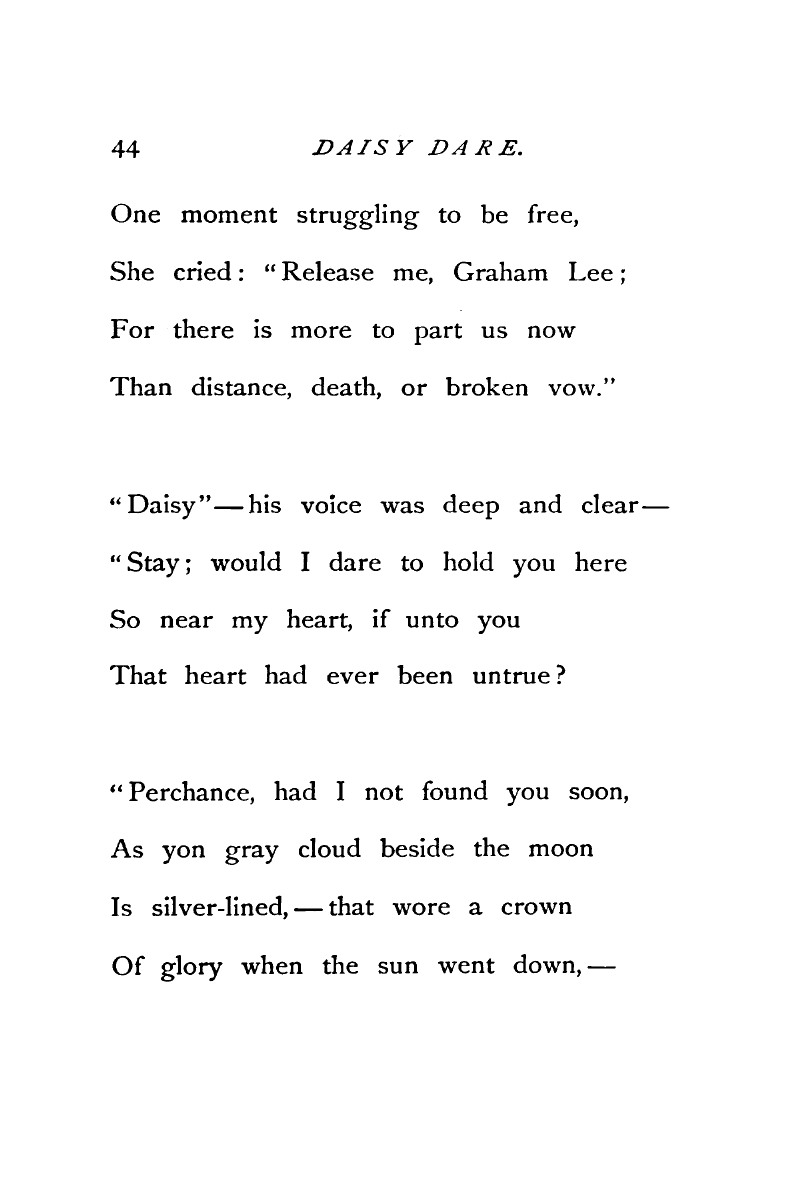 44 DAISY DARE.
One moment struggling to be free,
She cried: "Release me, Graham Lee;
For there is more to part us now
Than distance, death, or broken vow."
"Daisy"—his voice was deep and clear—
"Stay; would I dare to hold you here
So near my heart, if unto you
That heart had ever been untrue?
"Perchance, had I not found you soon,
As yon gray cloud beside the moon
Is silver-lined,—that wore a crown
Of glory when the sun went down,—